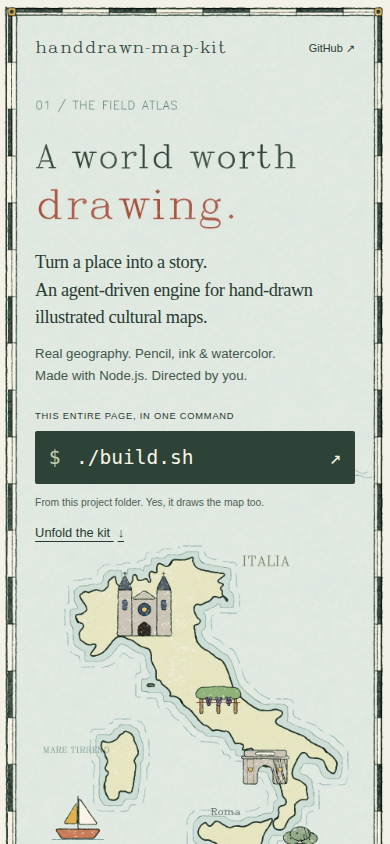 handdrawn-map-kit
GitHub ↗
01 / THE FIELD ATLAS
A world worth
drawing.
Turn a place into a story.
An agent-driven engine for hand-drawn
illustrated cultural maps.
Real geography. Pencil, ink & watercolor.
Made with Node.js. Directed by you.
THIS ENTIRE PAGE, IN ONE COMMAND
$ ./build.sh ↗
From this project folder. Yes, it draws the map too.
Unfold the kit ↓
ITALIA
MARE TIRRENO
Roma